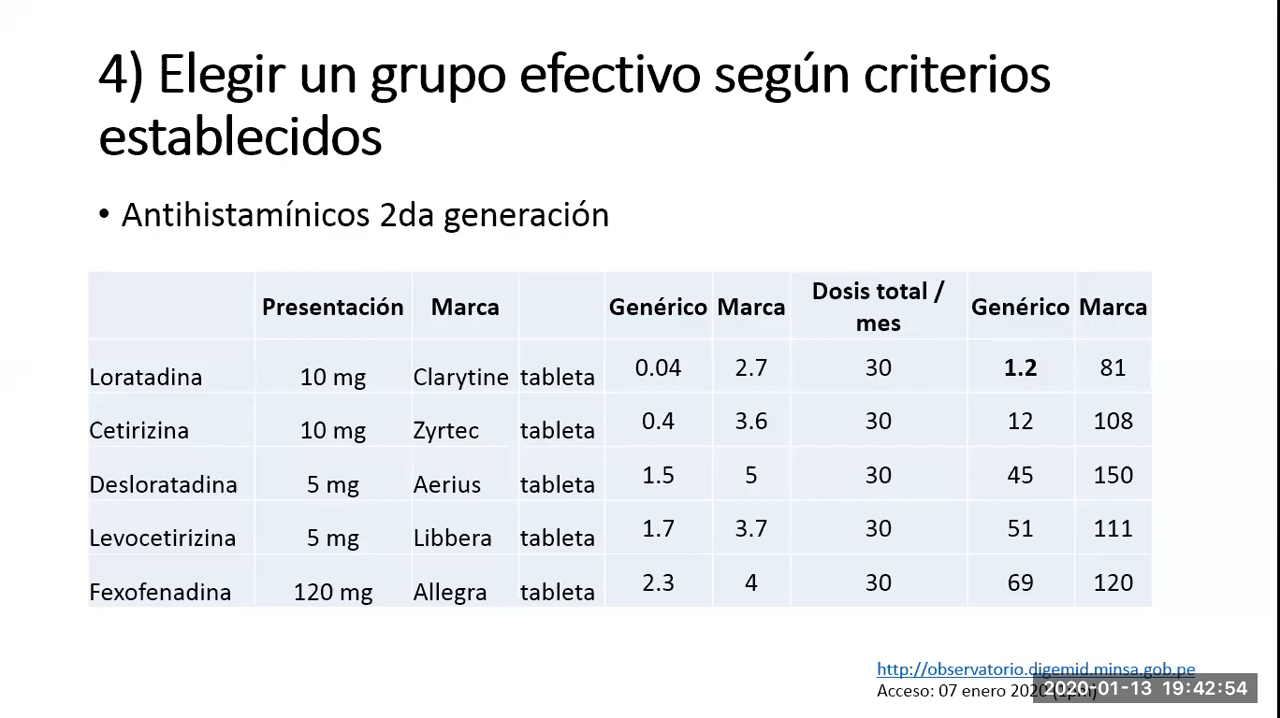 4) Elegir un grupo efectivo según criterios
establecidos
• Antihistamínicos 2da generación
Presentación Marca Genérico Marca Dosis total / mes Genérico Marca
Loratadina 10 mg Clarytine tableta 0.04 2.7 30 1.2 81
Cetirizina 10 mg Zyrtec tableta 0.4 3.6 30 12 108
Desloratadina 5 mg Aerius tableta 1.5 5 30 45 150
Levocetirizina 5 mg Libbera tableta 1.7 3.7 30 51 111
Fexofenadina 120 mg Allegra tableta 2.3 4 30 69 120
http://observatorio.digemid.minsa.gob.pe
Acceso: 07 enero 2020
2020-01-13 19:42:54